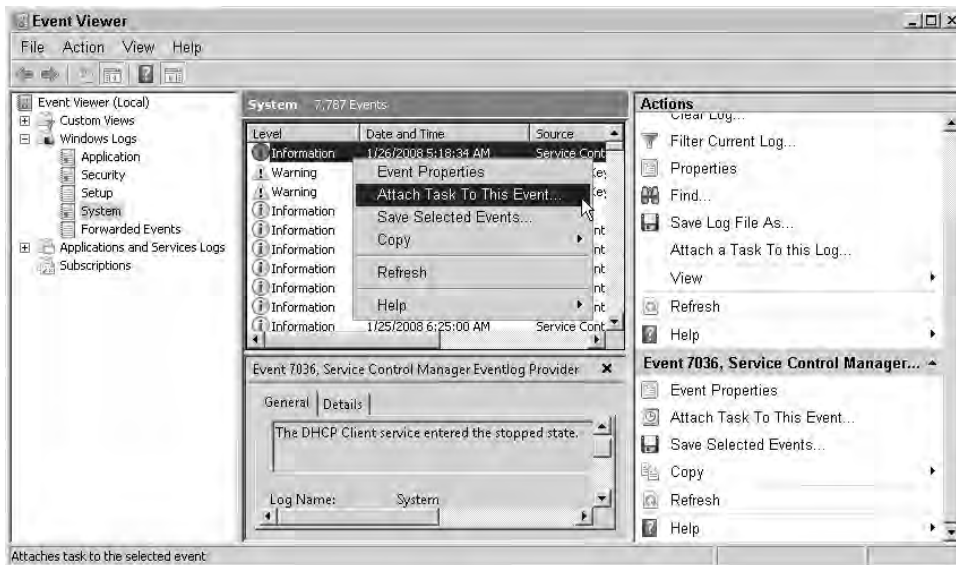 Event Viewer
File Action View Help
Event Viewer (Local)
Custom Views
Windows Logs
Application
Security
Setup
System
Forwarded Events
Applications and Services Logs
Subscriptions
System 7,787 Events
Level Date and Time Source
Information 1/26/2008 5:18:34 AM Service Cont
Warning
Warning
Information
Information
Information
Information
Information
Information
Information 1/25/2008 6:25:00 AM Service Cont
Event Properties
Attach Task To This Event...
Save Selected Events...
Copy
Refresh
Help
Event 7036, Service Control Manager Eventlog Provider
General Details
The DHCP Client service entered the stopped state.
Log Name: System
Actions
Clear Log...
Filter Current Log...
Properties
Find...
Save Log File As...
Attach a Task To this Log...
View
Refresh
Help
Event 7036, Service Control Manager...
Event Properties
Attach Task To This Event...
Save Selected Events...
Copy
Refresh
Help
Attaches task to the selected event